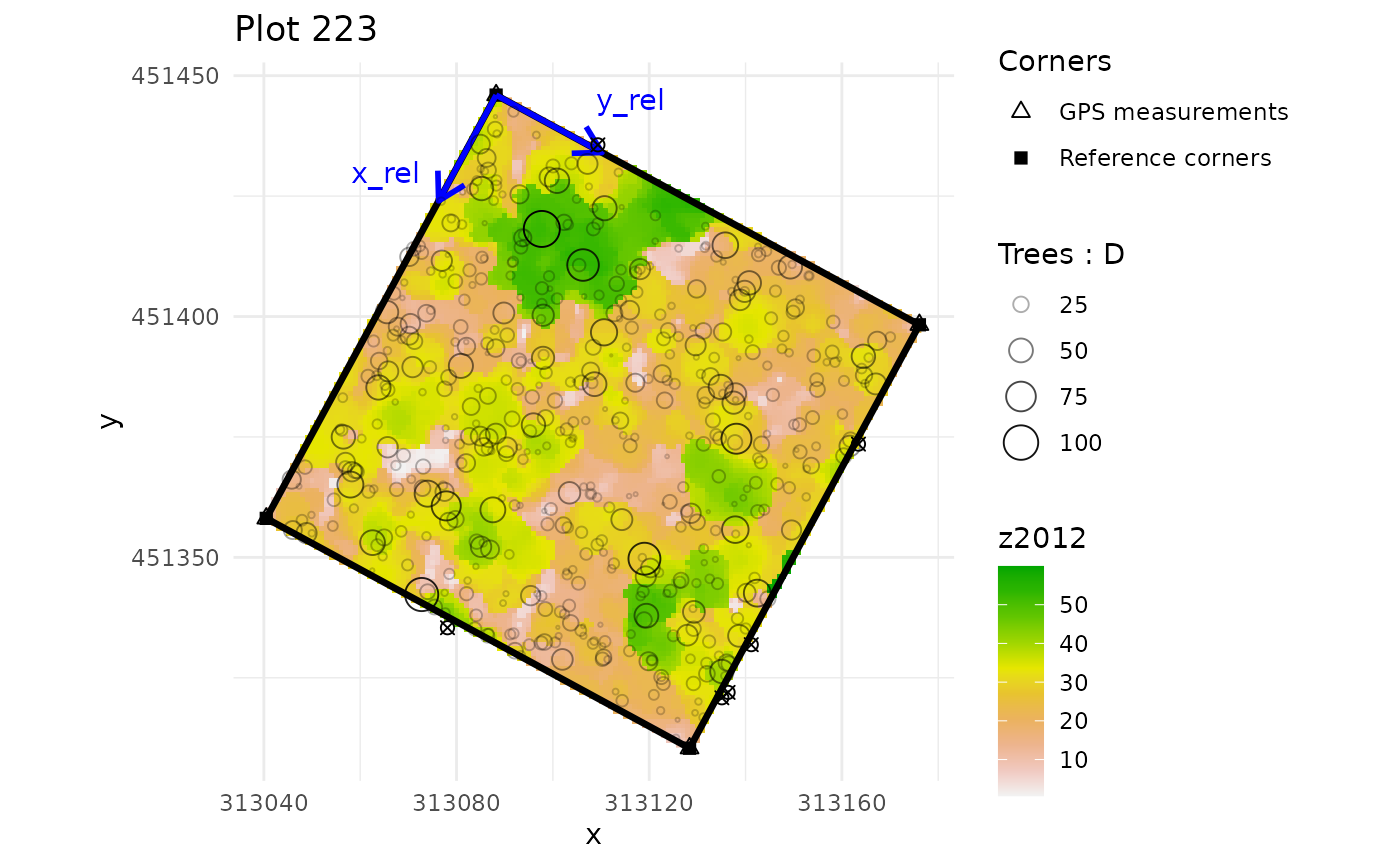 Plot 223
451450
451400
451350
y
y_rel
x_rel
313040
313080
313120
313160
x
Corners
GPS measurements
Reference corners
Trees : D
25
50
75
100
z2012
50
40
30
20
10